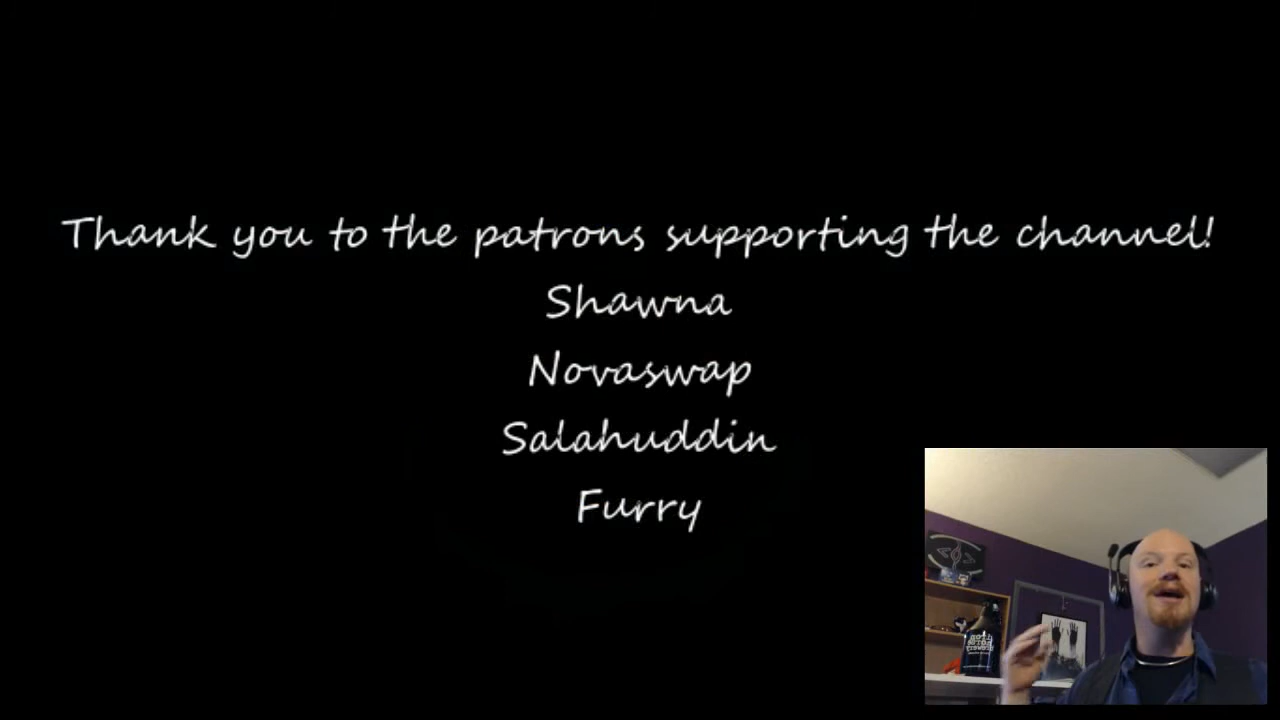 Thank you to the patrons supporting the channel!
Shawna
Novaswap
Salahuddin
Furry